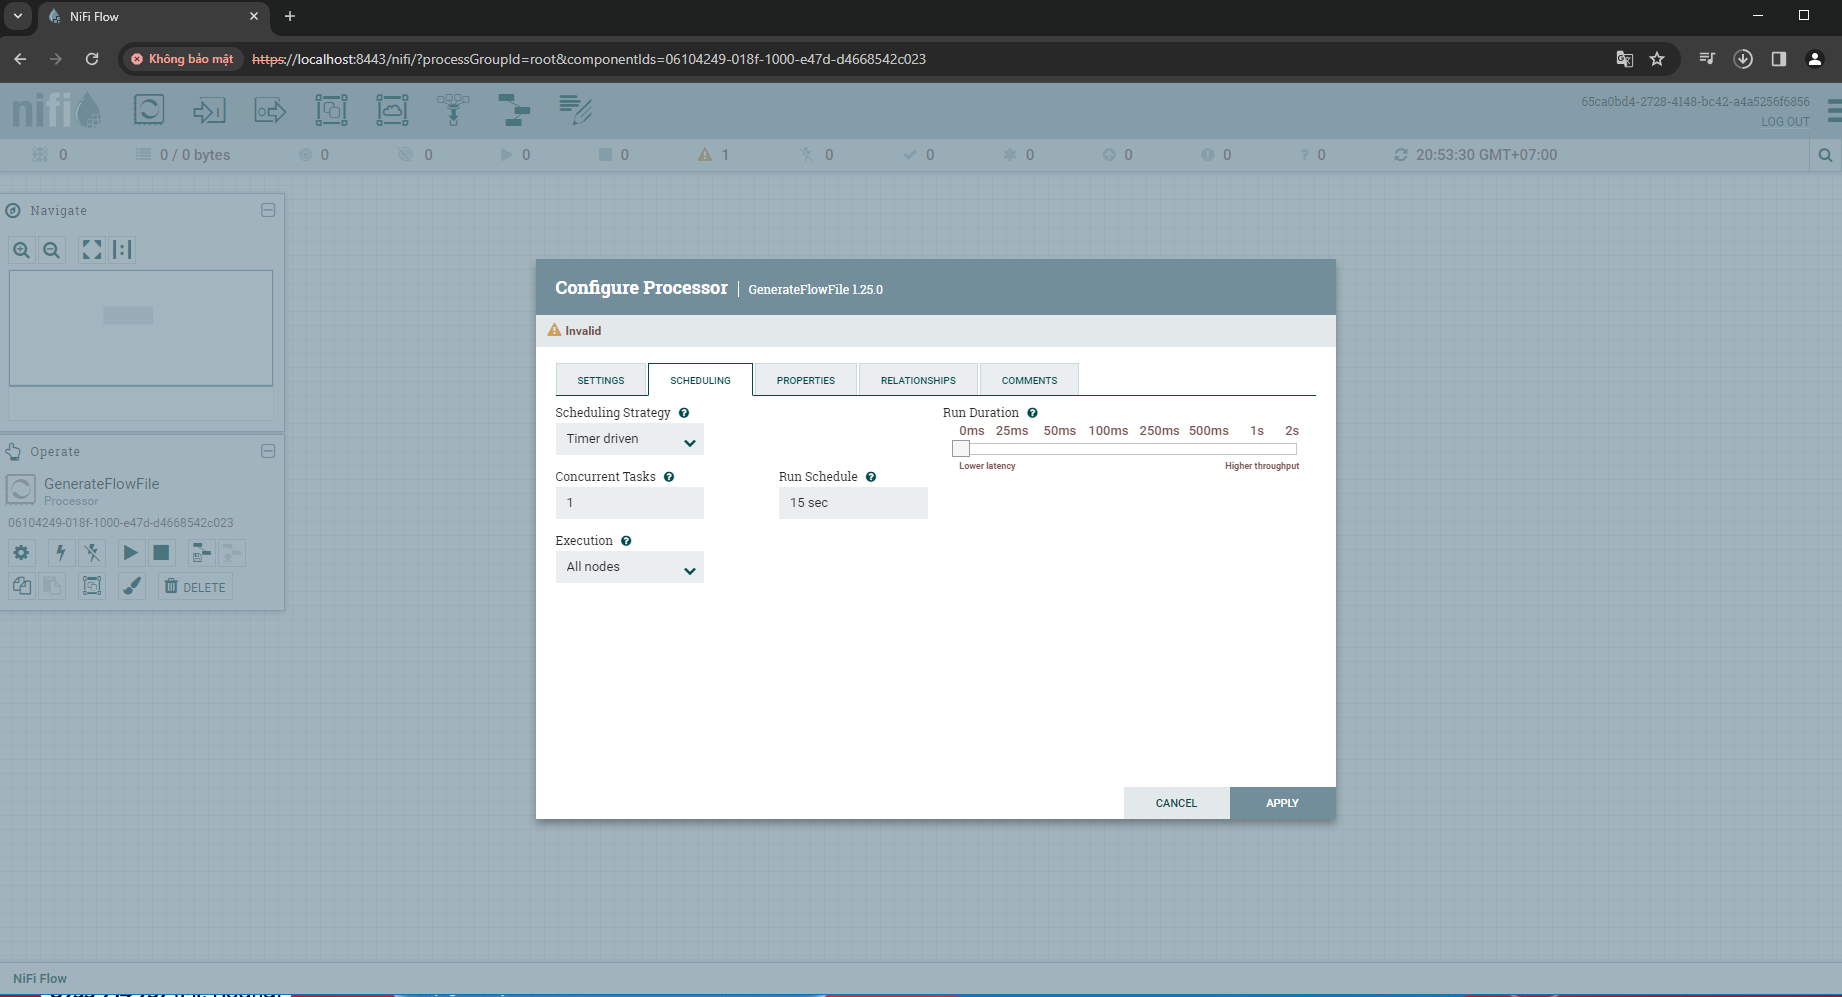 NiFi Flow
Không bảo mật https://localhost:8443/nifi/?processGroupId=root&componentIds=06104249-018f-1000-e47d-d4668542c023
nifi
65ca0bd4-2728-4148-bc42-a4a5256f6856
LOG OUT
0 0 / 0 bytes 0 0 0 0 1 0 0 0 0 0 0 20:53:30 GMT+07:00
Navigate
Operate
GenerateFlowFile
Processor
06104249-018f-1000-e47d-d4668542c023
DELETE
Configure Processor | GenerateFlowFile 1.25.0
Invalid
SETTINGS SCHEDULING PROPERTIES RELATIONSHIPS COMMENTS
Scheduling Strategy
Timer driven
Run Duration
0ms 25ms 50ms 100ms 250ms 500ms 1s 2s
Lower latency Higher throughput
Concurrent Tasks
1
Run Schedule
15 sec
Execution
All nodes
CANCEL APPLY
NiFi Flow